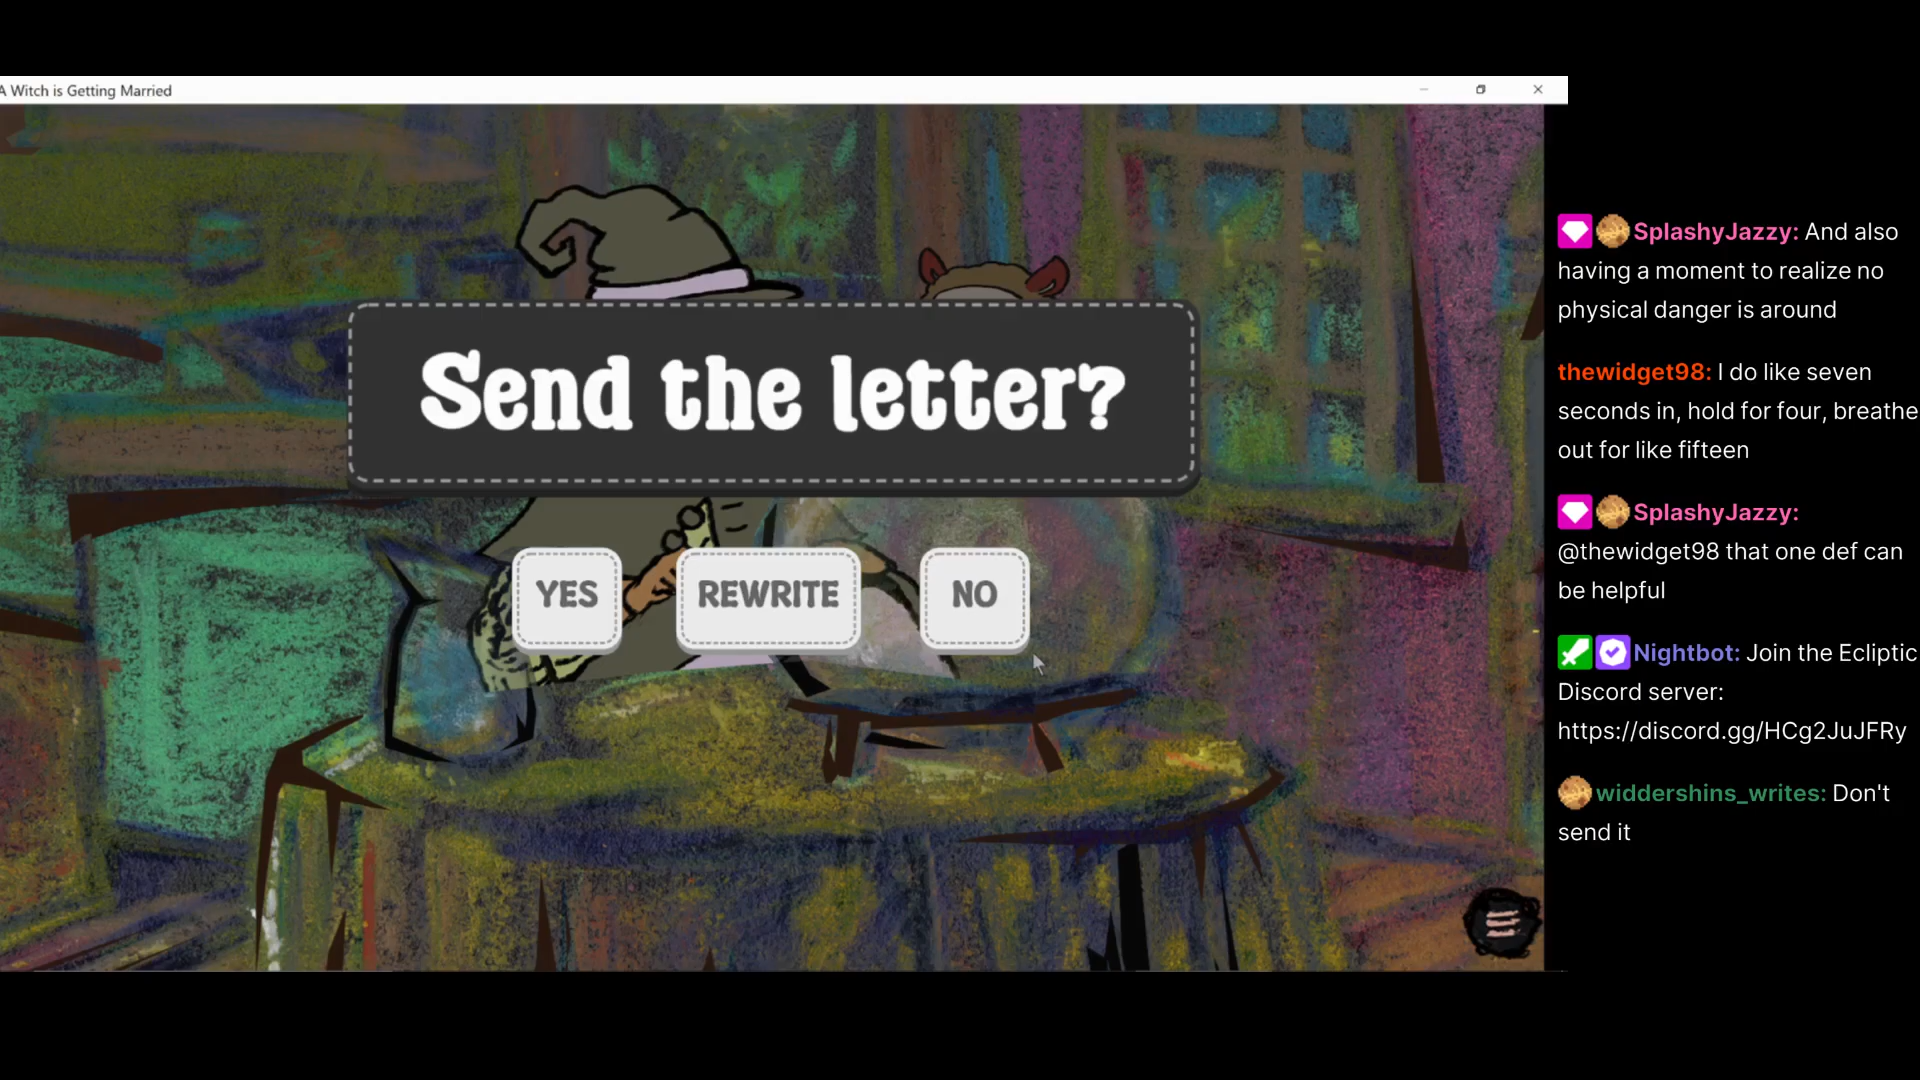 A Witch is Getting Married
Send the letter?
YES
REWRITE
NO
SplashyJazzy: And also
having a moment to realize no
physical danger is around
thewidget98: I do like seven
seconds in, hold for four, breathe
out for like fifteen
SplashyJazzy:
@thewidget98 that one def can
be helpful
Nightbot: Join the Ecliptic
Discord server:
https://discord.gg/HCg2JuJFRy
widdershins_writes: Don't
send it